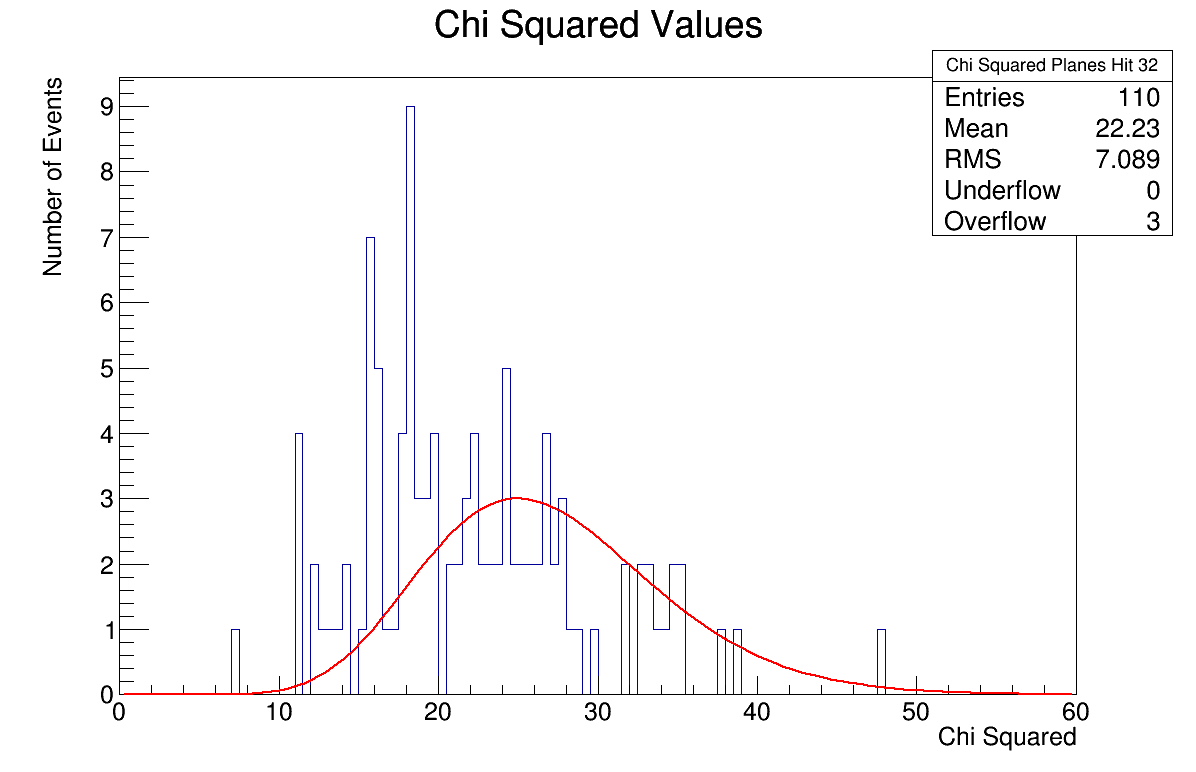 Chi Squared Values
Chi Squared Planes Hit 32
Entries 110
Mean 22.23
RMS 7.089
Underflow 0
Overflow 3
Number of Events
9
8
7
6
5
4
3
2
1
0
0 10 20 30 40 50 60
Chi Squared